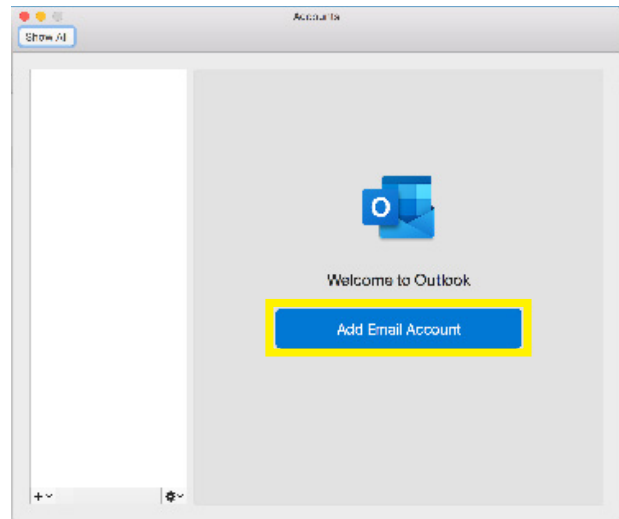 Accounts
Show All
O
Welcome to Outlook
Add Email Account